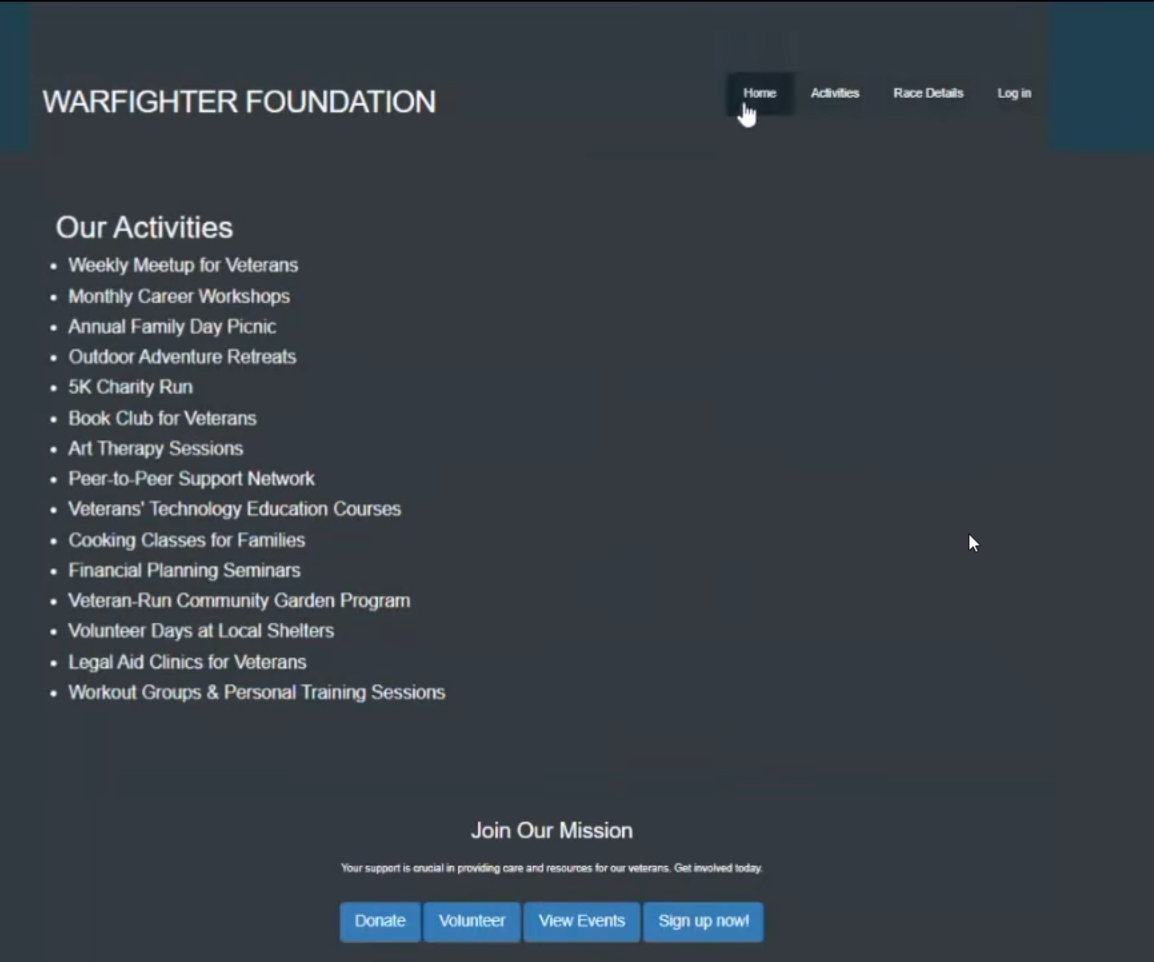 WARFIGHTER FOUNDATION
Home Activities Race Details Log in
Our Activities
• Weekly Meetup for Veterans
• Monthly Career Workshops
• Annual Family Day Picnic
• Outdoor Adventure Retreats
• 5K Charity Run
• Book Club for Veterans
• Art Therapy Sessions
• Peer-to-Peer Support Network
• Veterans' Technology Education Courses
• Cooking Classes for Families
• Financial Planning Seminars
• Veteran-Run Community Garden Program
• Volunteer Days at Local Shelters
• Legal Aid Clinics for Veterans
• Workout Groups & Personal Training Sessions
Join Our Mission
Your support is crucial in providing care and resources for our veterans. Get involved today.
Donate Volunteer View Events Sign up now!